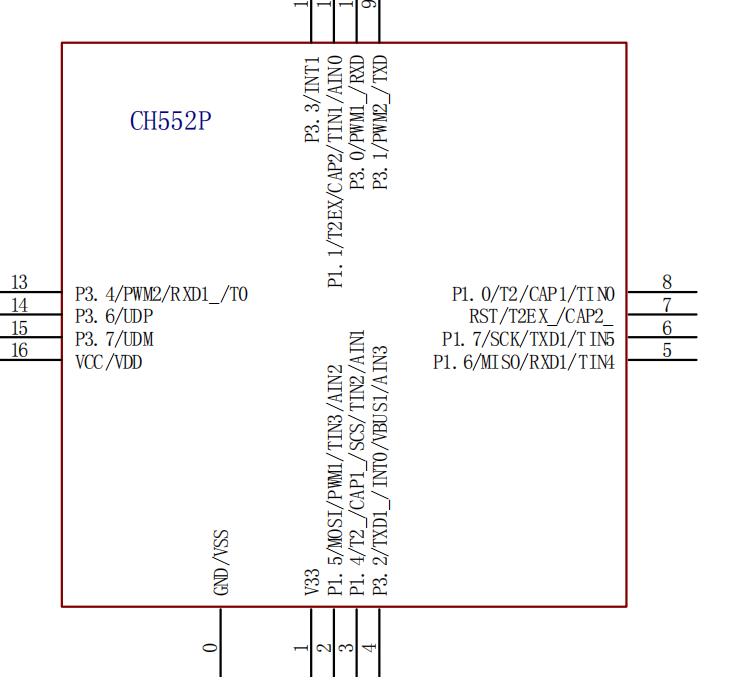 1
1
1
9
P3.3/INT1
P1.1/T2EX/CAP2/TIN1/AIN0
P3.0/PWM1_/RXD
P3.1/PWM2_/TXD
CH552P
13
P3.4/PWM2/RXD1_/T0
14
P3.6/UDP
15
P3.7/UDM
16
VCC/VDD
P1.0/T2/CAP1/TIN0
8
RST/T2EX_/CAP2_
7
P1.7/SCK/TXD1/TIN5
6
P1.6/MISO/RXD1/TIN4
5
GND/VSS
V33
P1.5/MOSI/PWM1/TIN3/AIN2
P1.4/T2_/CAP1_/SCS/TIN2/AIN1
P3.2/TXD1_/INT0/VBUS1/AIN3
0
1
2
3
4